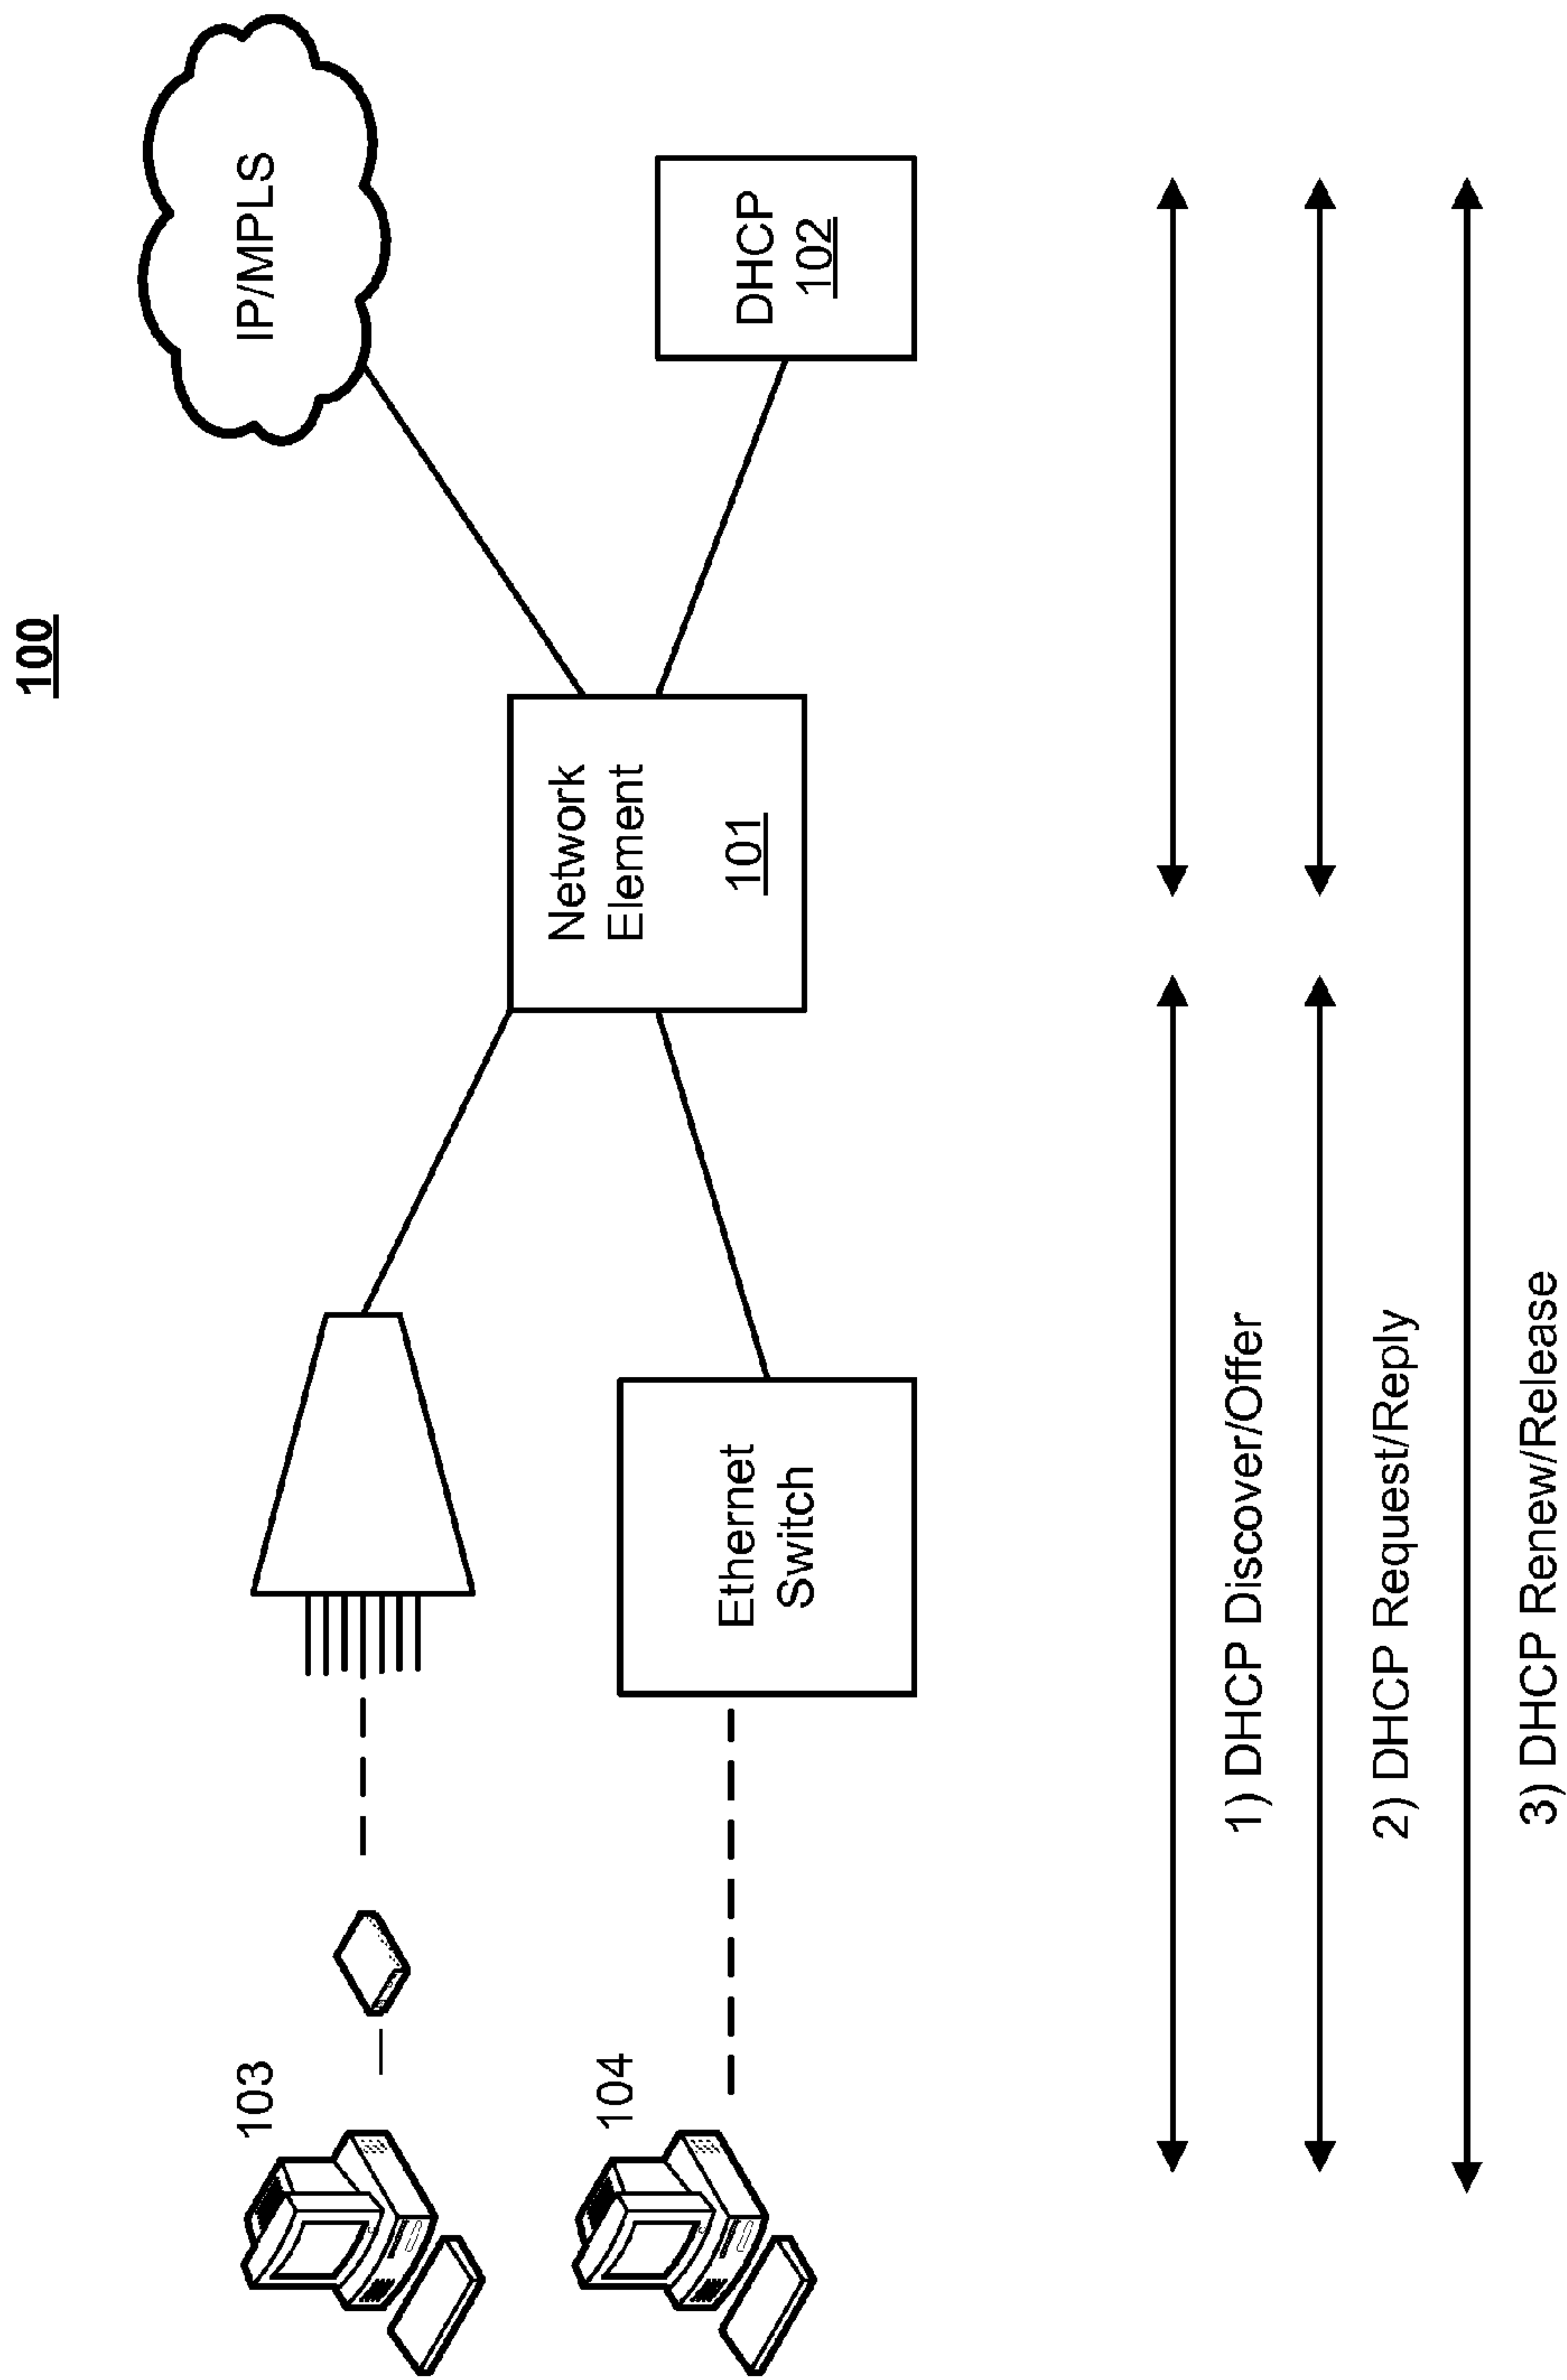 100
IP/MPLS
103
Network
Element
101
DHCP
102
104
Ethernet
Switch
1) DHCP Discover/Offer
2) DHCP Request/Reply
3) DHCP Renew/Release